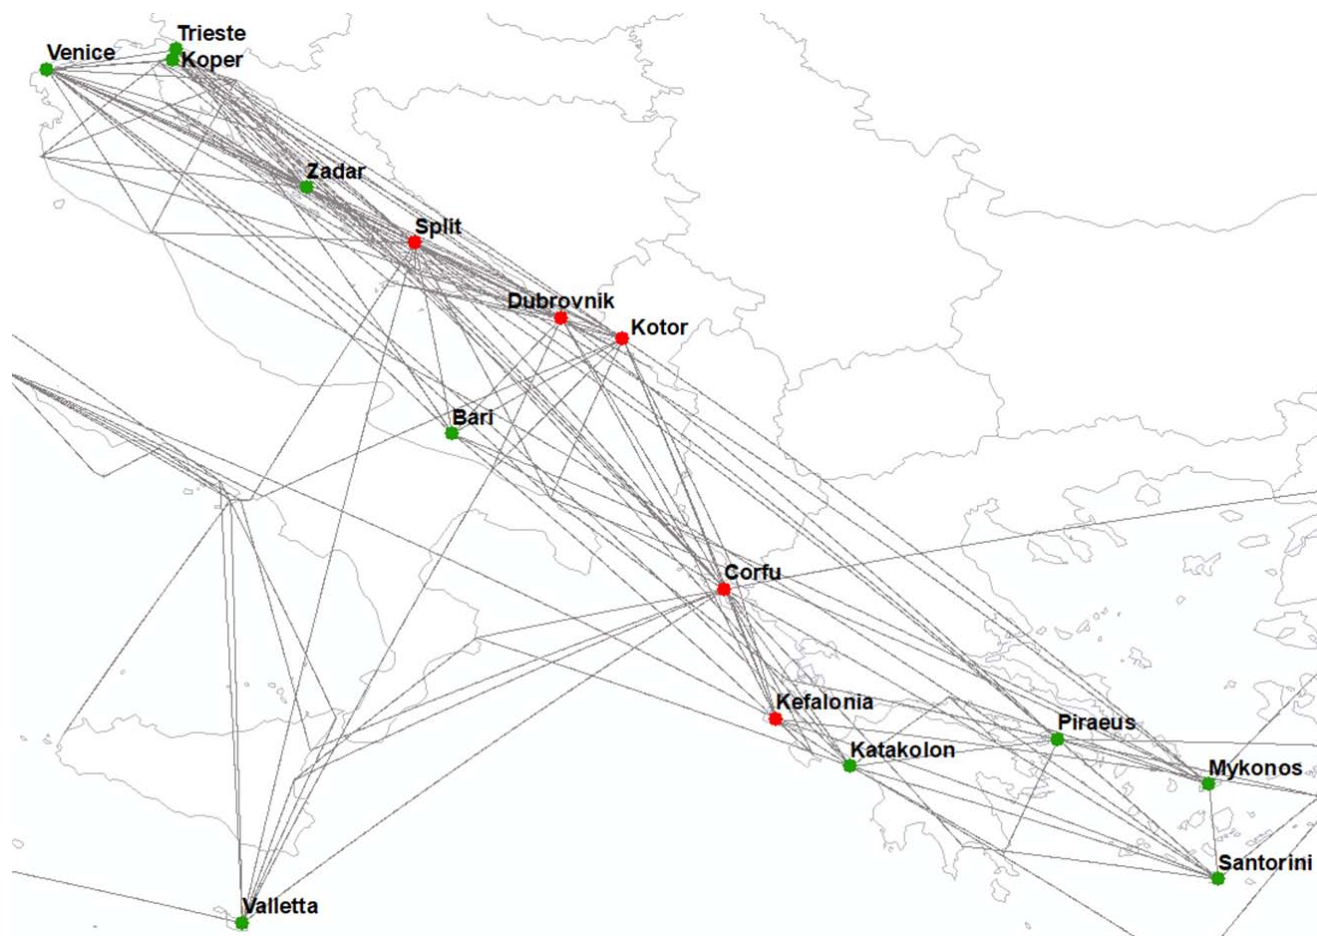 Trieste
Venice
Koper
Zadar
Split
Dubrovnik
Kotor
Bari
Corfu
Kefalonia
Piraeus
Katakolon
Mykonos
Santorini
Valletta